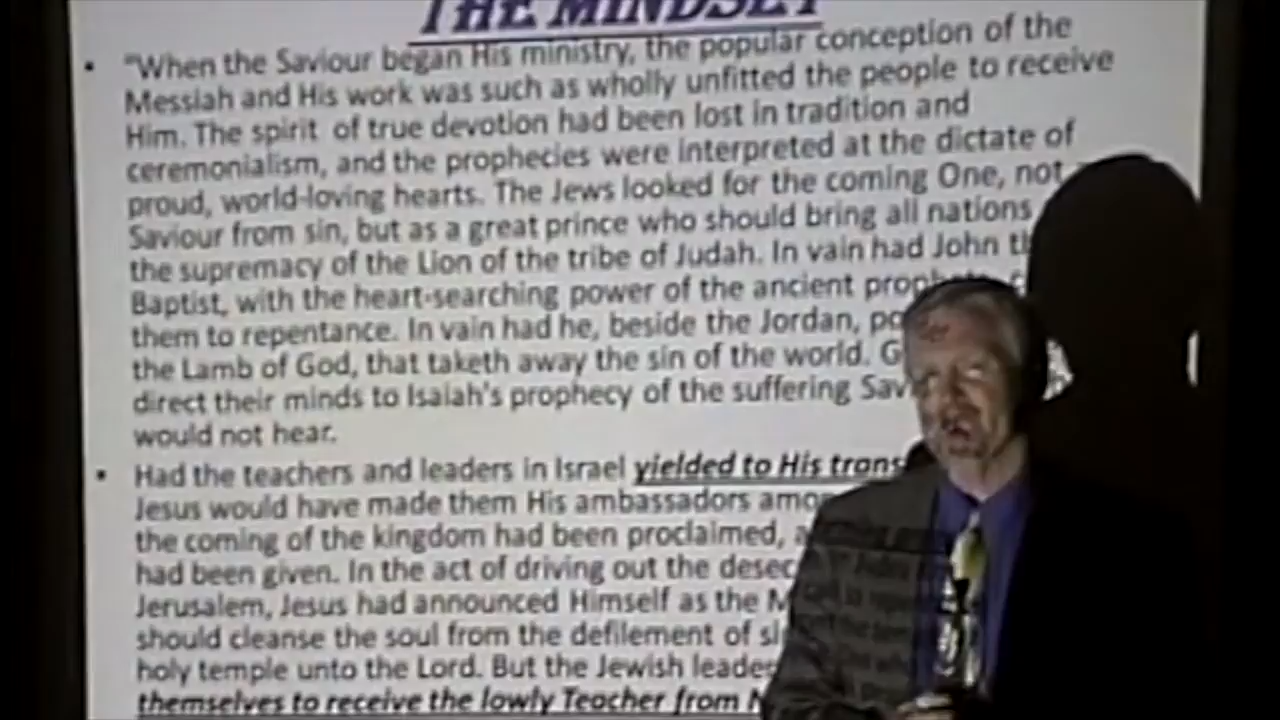 THE MINDSET
• "When the Saviour began His ministry, the popular conception of the
Messiah and His work was such as wholly unfitted the people to receive
Him. The spirit of true devotion had been lost in tradition and
ceremonialism, and the prophecies were interpreted at the dictate of
proud, world-loving hearts. The Jews looked for the coming One, not
Saviour from sin, but as a great prince who should bring all nations
the supremacy of the Lion of the tribe of Judah. In vain had John
Baptist, with the heart-searching power of the ancient
them to repentance. In vain had he, beside the Jordan,
the Lamb of God, that taketh away the sin of the world.
direct their minds to Isaiah's prophecy of the suffering
would not hear.
• Had the teachers and leaders in Israel yielded to His
Jesus would have made them His ambassadors
the coming of the kingdom had been proclaimed,
had been given. In the act of driving out the
Jerusalem, Jesus had announced Himself as the
should cleanse the soul from the defilement of
holy temple unto the Lord. But the Jewish
themselves to receive the lowly Teacher from